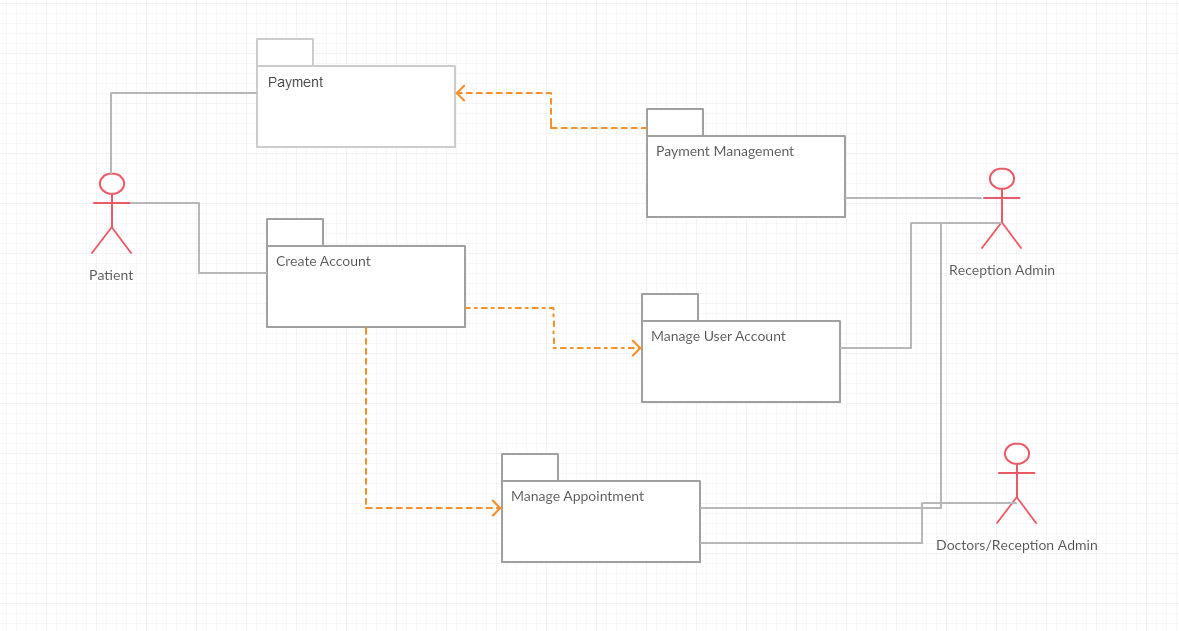 Payment
Payment Management
Patient
Create Account
Reception Admin
Manage User Account
Manage Appointment
Doctors/Reception Admin